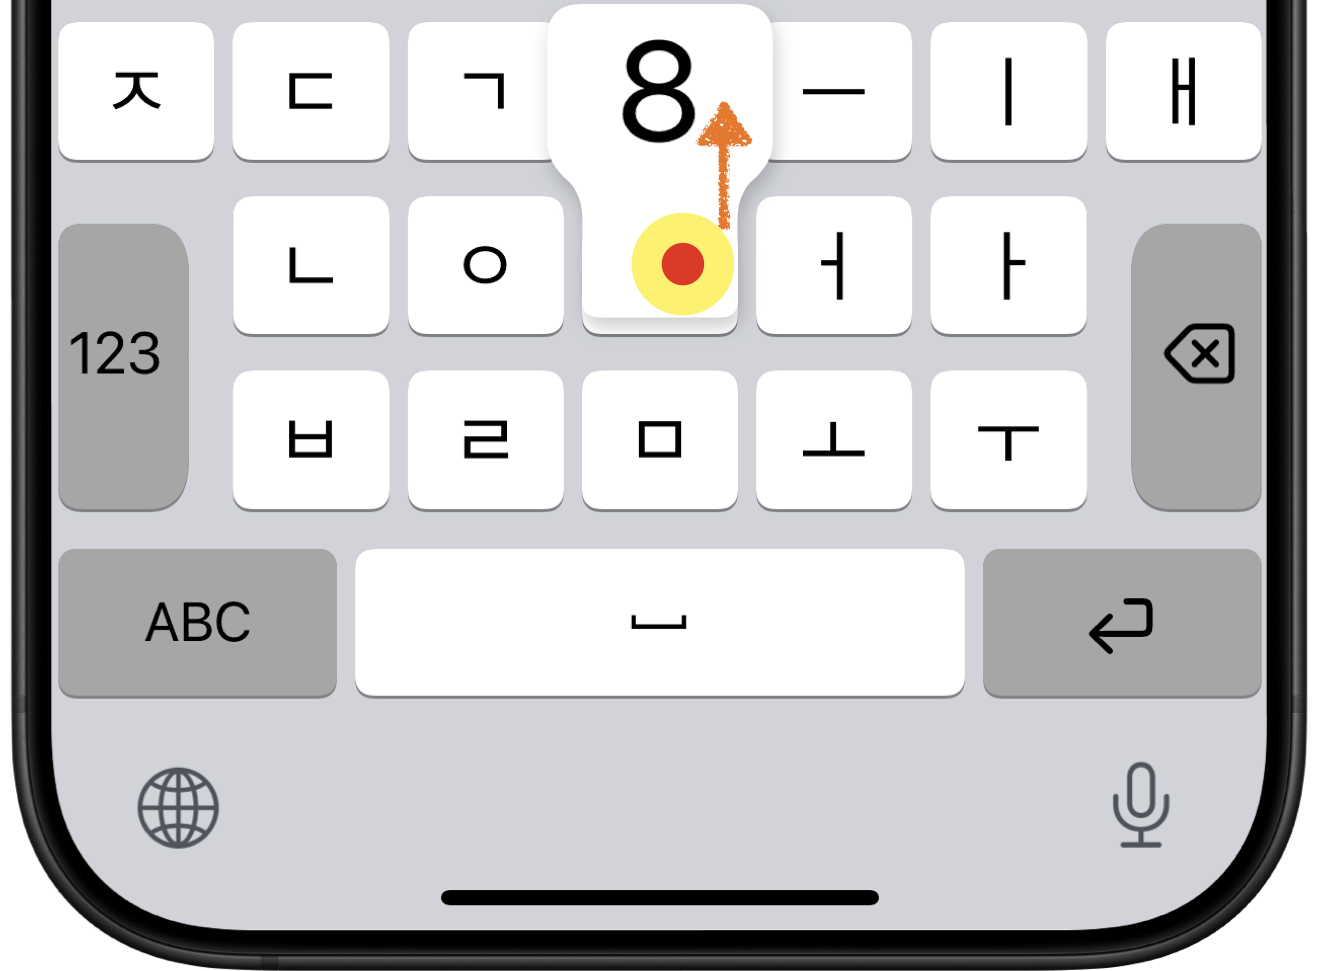 ㅈ ㄷ ㄱ 8 ㅡ ㅣ ㅐ
ㄴ ㅇ ㅓ ㅏ
123
ㅂ ㄹ ㅁ ㅗ ㅜ
ABC